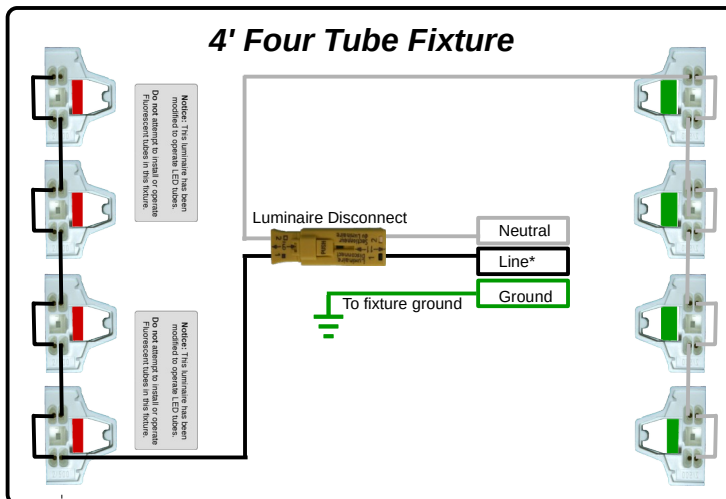 4' Four Tube Fixture
Notice: This luminaire has been
modified to operate LED tubes.
Do not attempt to install or operate
Fluorescent tubes in this fixture.
Luminaire Disconnect
Neutral
Line*
Ground
To fixture ground
Notice: This luminaire has been
modified to operate LED tubes.
Do not attempt to install or operate
Fluorescent tubes in this fixture.